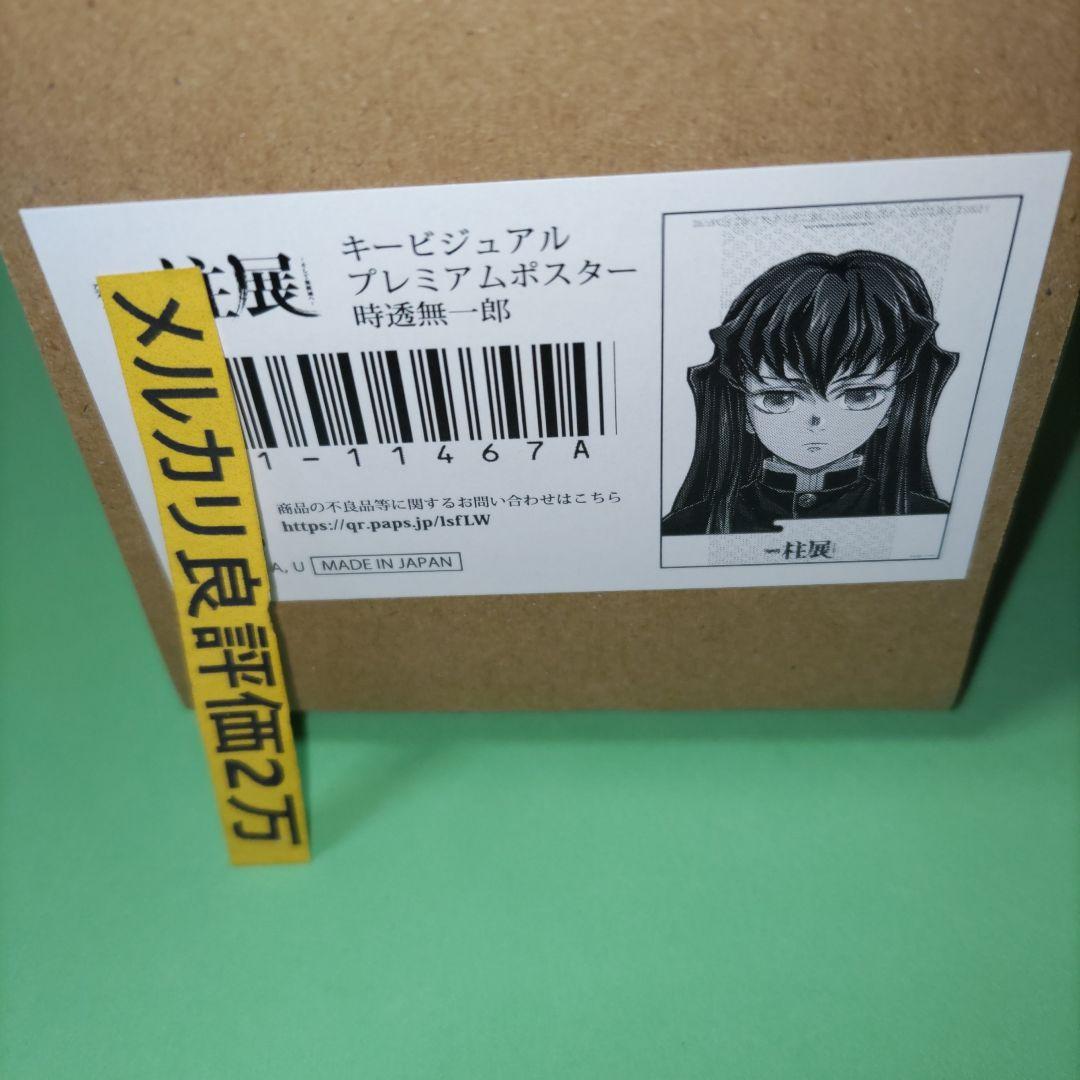 柱展
キービジュアル
プレミアムポスター
時透無一郎
1-11467A
商品の不良品等に関するお問い合わせはこちら
https://qr.paps.jp/lsfLW
A, U MADE IN JAPAN
柱展
メルカリ良評価2万